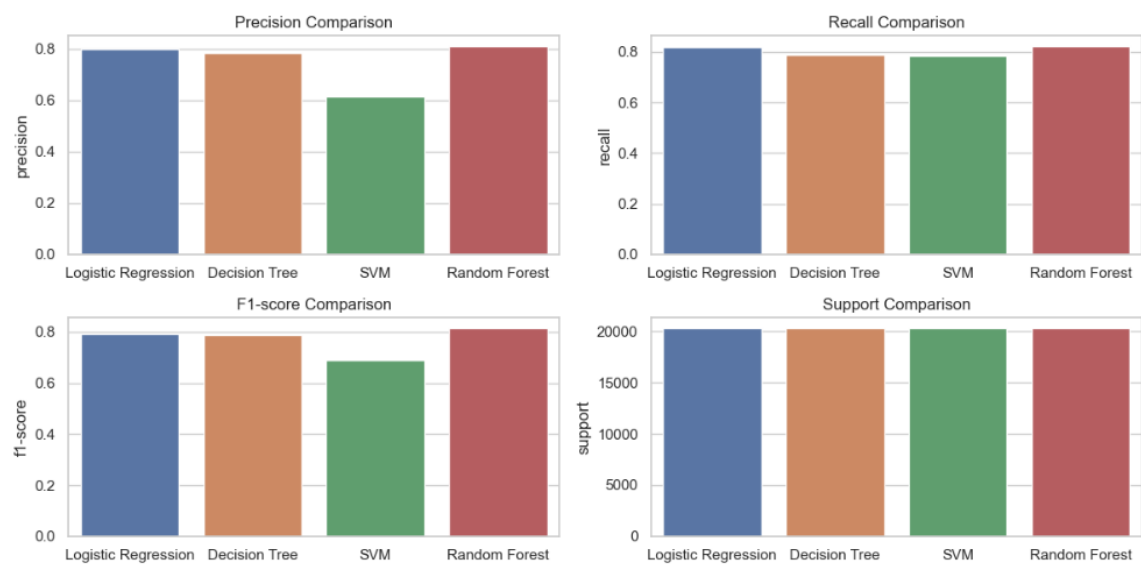 Precision Comparison
0.8
0.6
0.4
0.2
0.0
precision
Logistic Regression Decision Tree SVM Random Forest
Recall Comparison
0.8
0.6
0.4
0.2
0.0
recall
Logistic Regression Decision Tree SVM Random Forest
F1-score Comparison
0.8
0.6
0.4
0.2
0.0
f1-score
Logistic Regression Decision Tree SVM Random Forest
Support Comparison
20000
15000
10000
5000
0
support
Logistic Regression Decision Tree SVM Random Forest